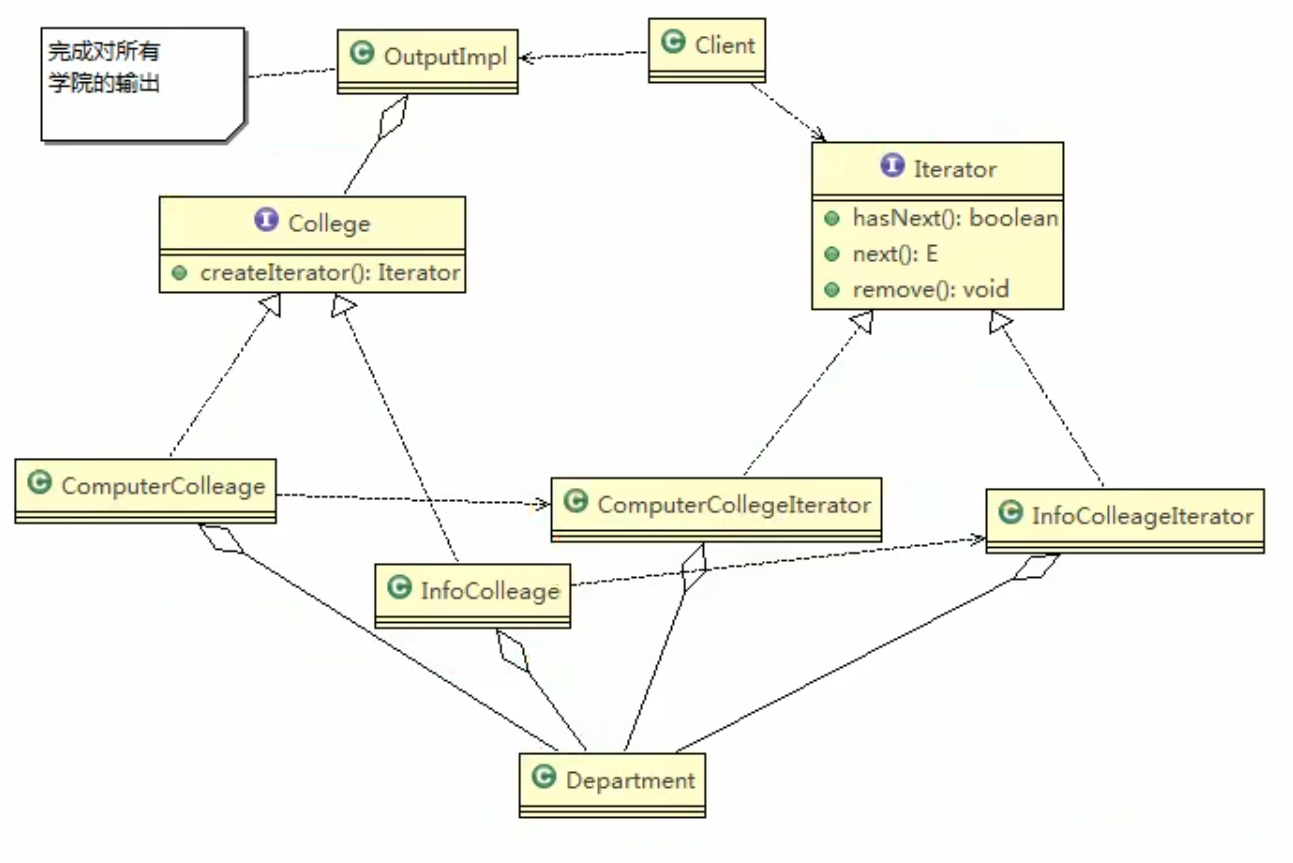 完成对所有
学院的输出
C OutputImpl
C Client
I Iterator
hasNext(): boolean
next(): E
remove(): void
I College
createIterator(): Iterator
C ComputerColleage
C ComputerCollegeIterator
C InfoColleageIterator
C InfoColleage
C Department